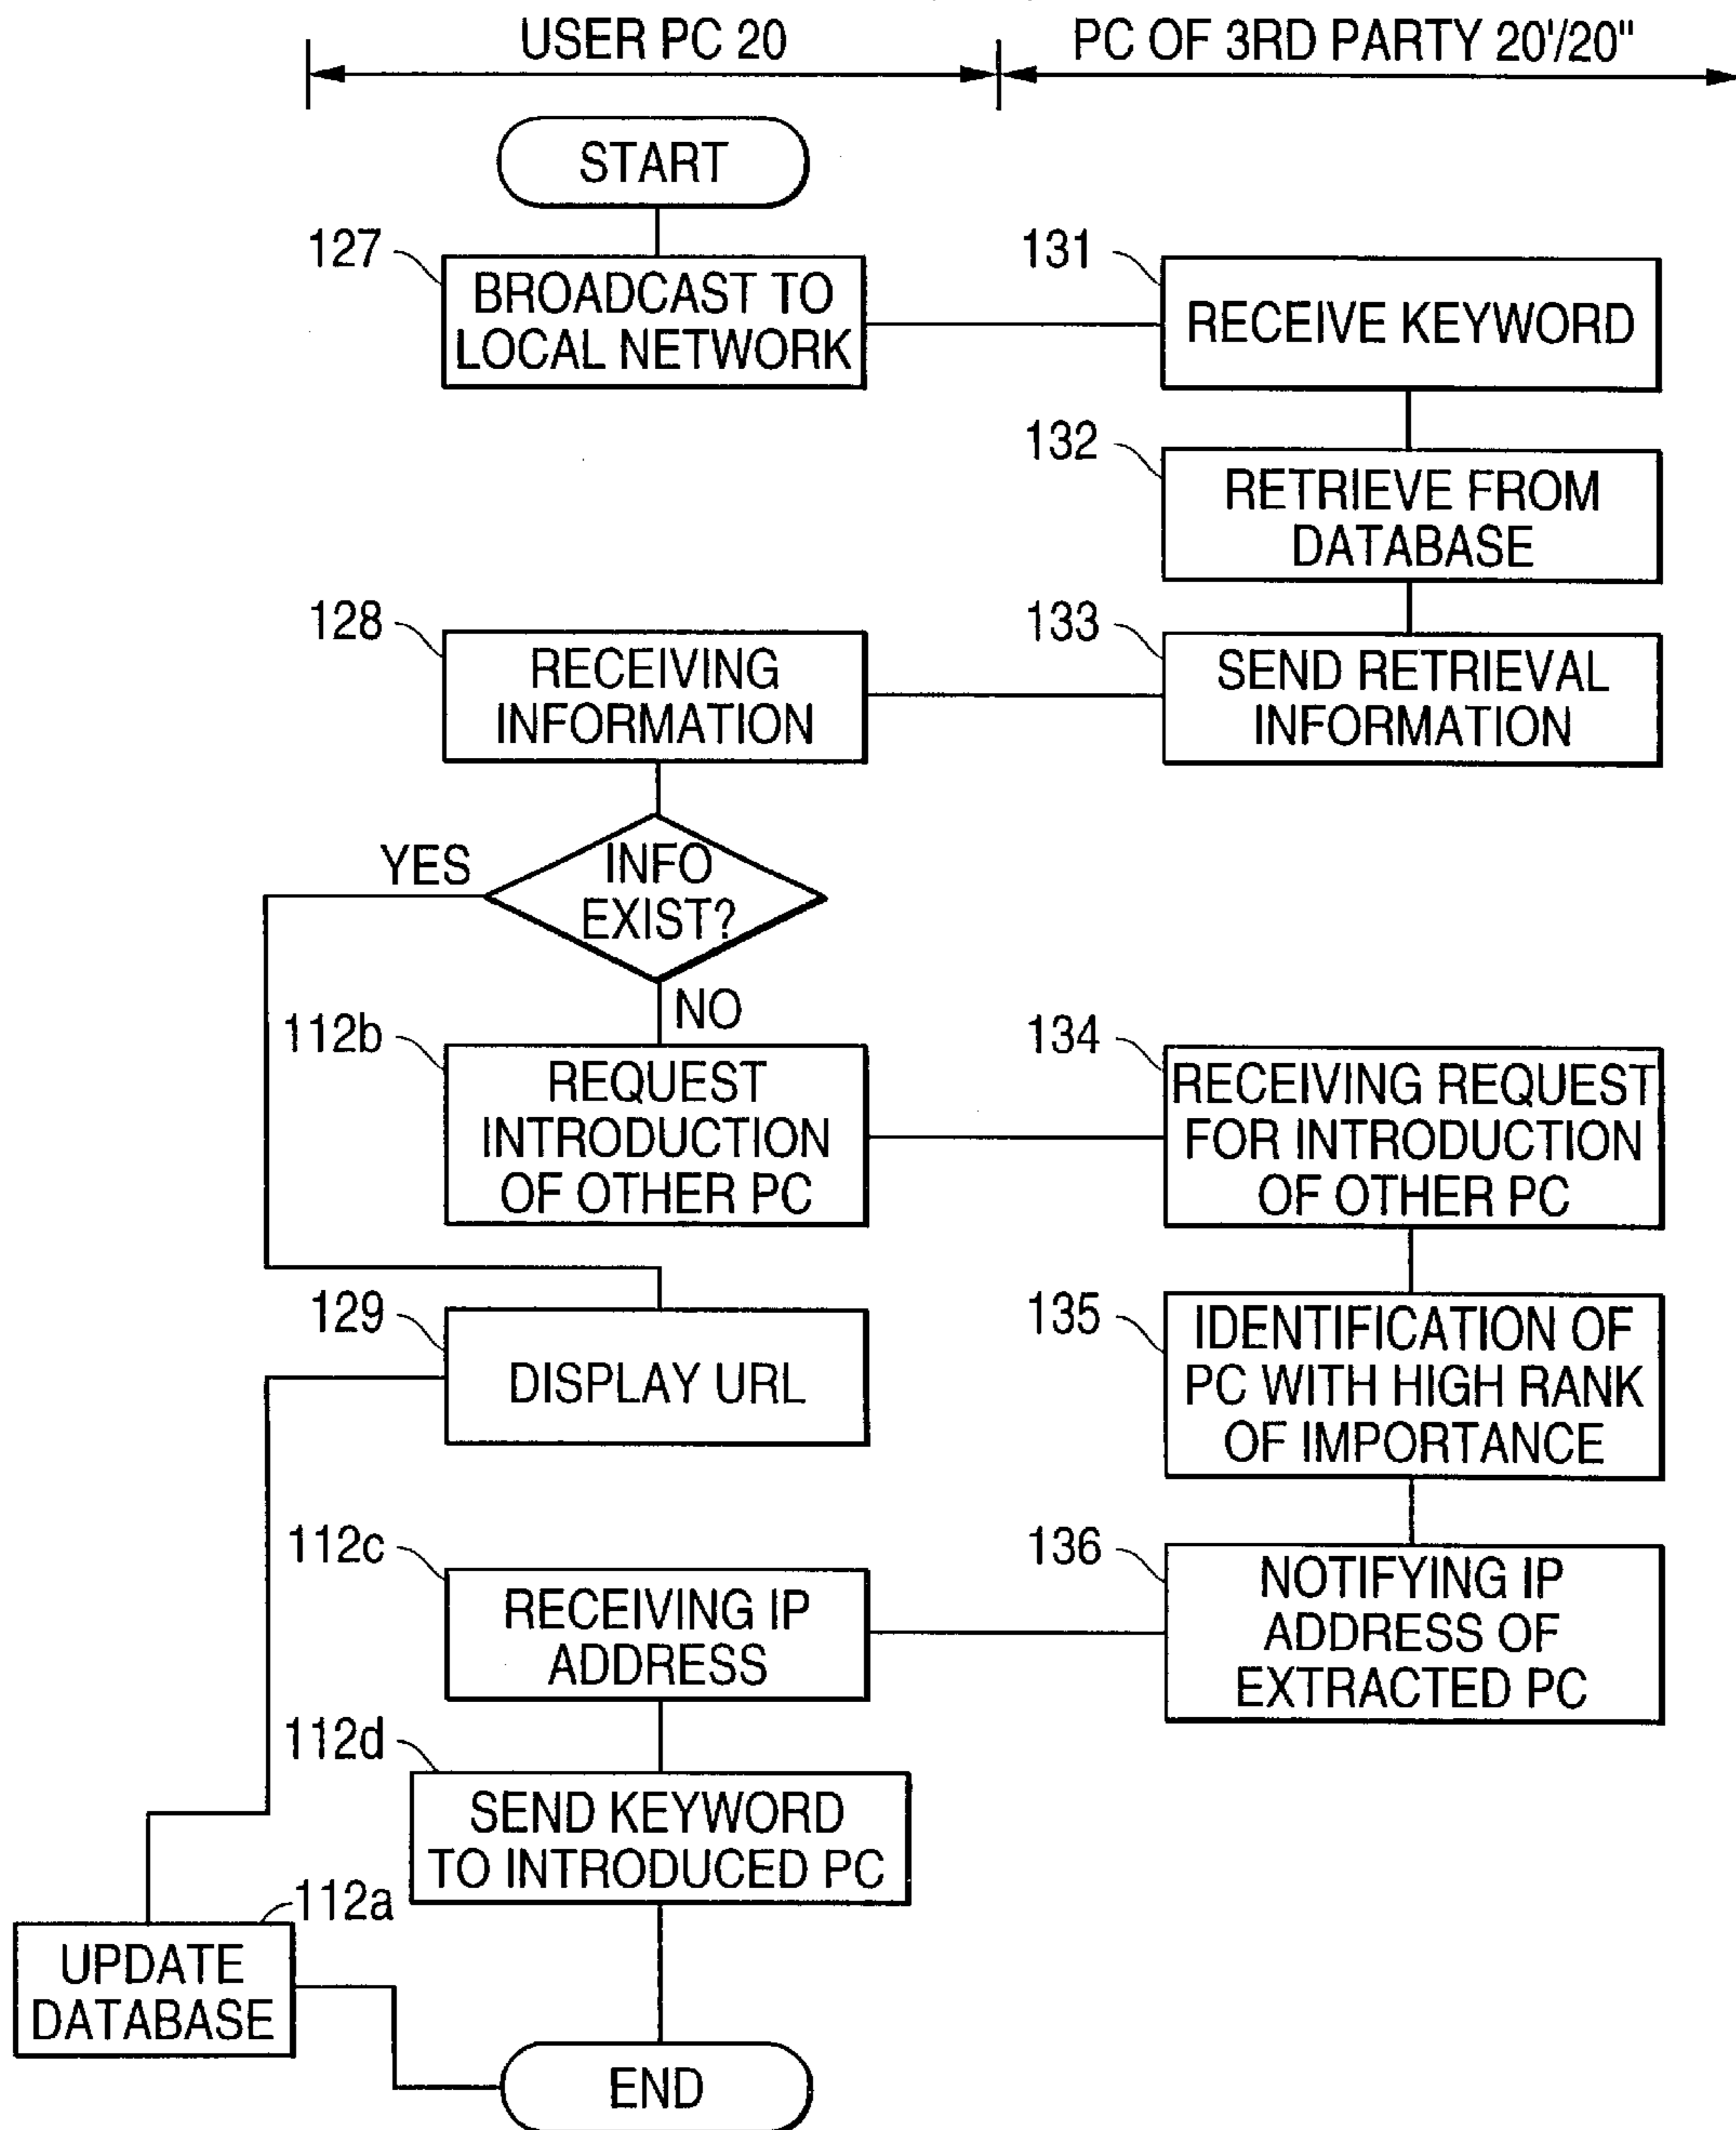 USER PC 20
PC OF 3RD PARTY 20'/20"
START
127
BROADCAST TO
LOCAL NETWORK
131
RECEIVE KEYWORD
132
RETRIEVE FROM
DATABASE
128
RECEIVING
INFORMATION
133
SEND RETRIEVAL
INFORMATION
YES
INFO
EXIST?
NO
112b
REQUEST
INTRODUCTION
OF OTHER PC
134
RECEIVING REQUEST
FOR INTRODUCTION
OF OTHER PC
129
DISPLAY URL
135
IDENTIFICATION OF
PC WITH HIGH RANK
OF IMPORTANCE
112c
RECEIVING IP
ADDRESS
136
NOTIFYING IP
ADDRESS OF
EXTRACTED PC
112d
SEND KEYWORD
TO INTRODUCED PC
112a
UPDATE
DATABASE
END